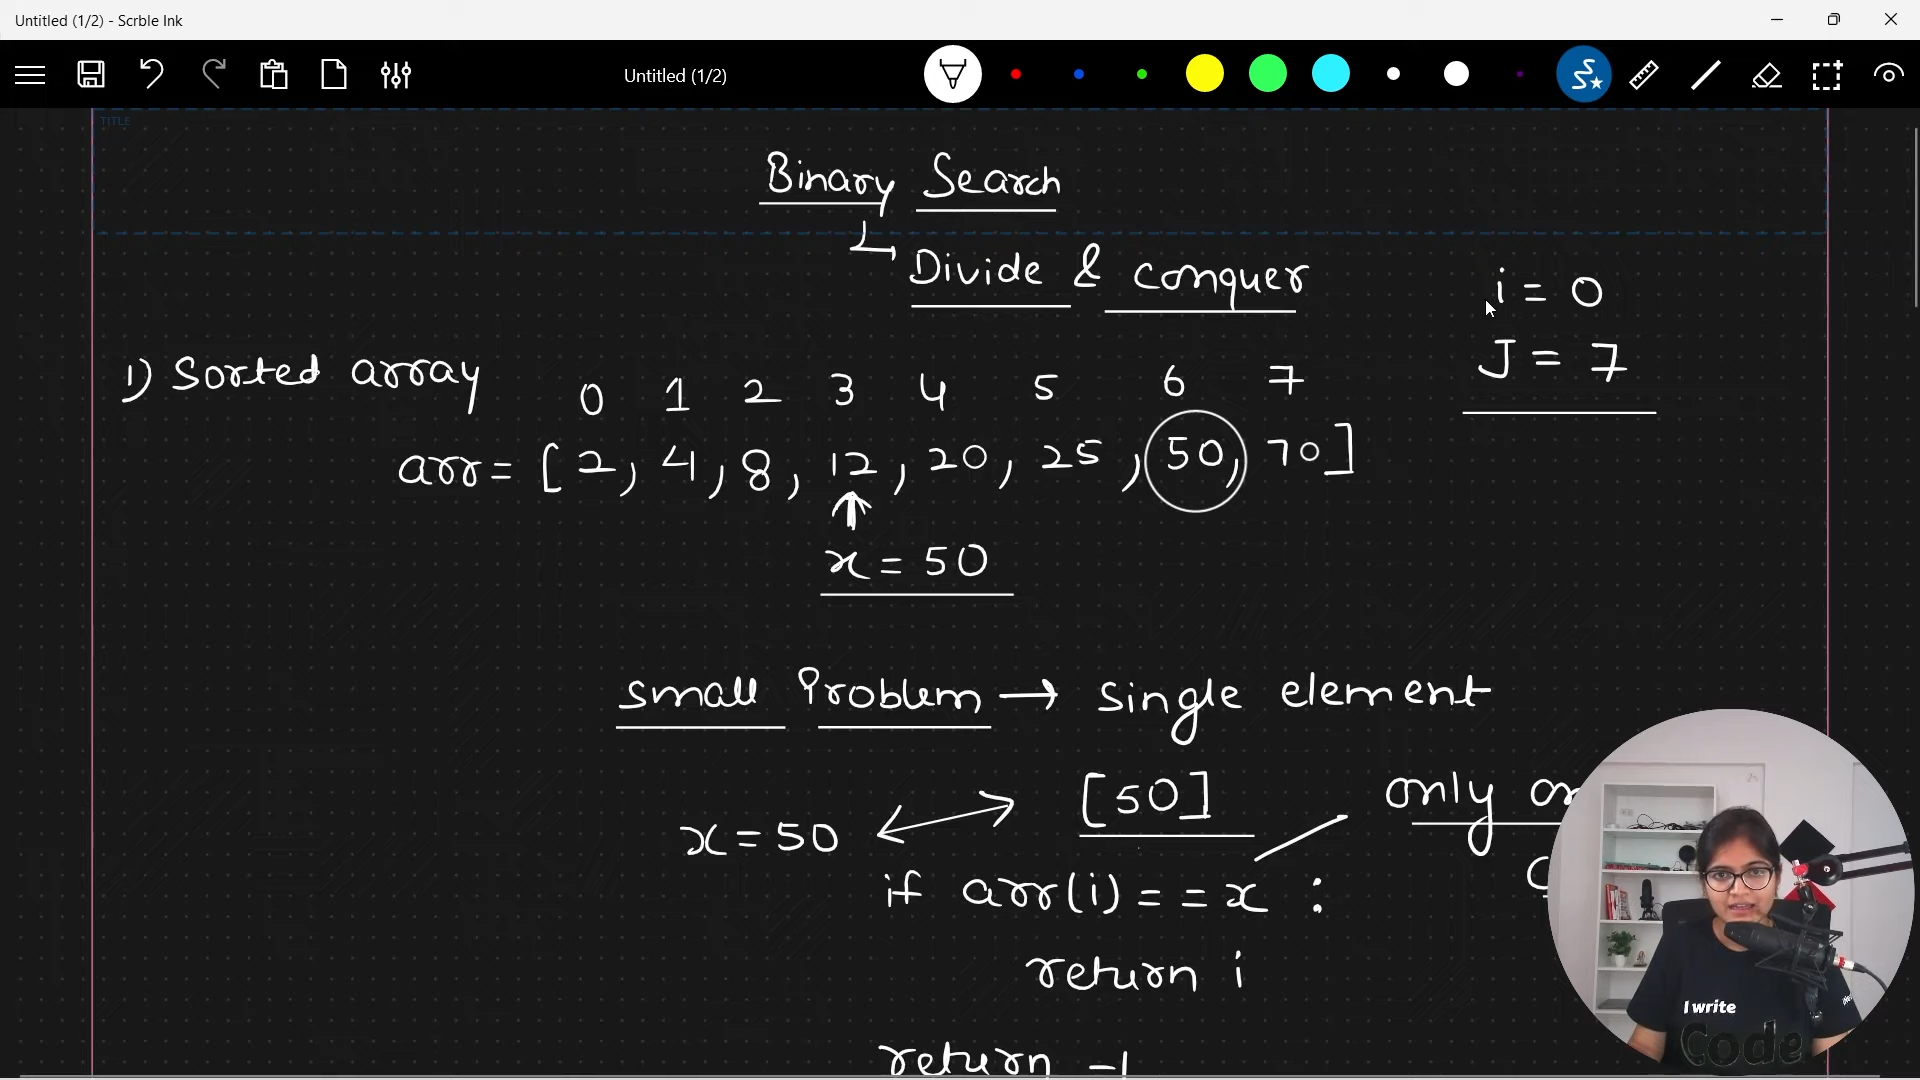 Untitled (1/2) - Scrble Ink
Untitled (1/2)
TITLE
Binary Search
Divide & conquer
i = 0
J = 7
1) Sorted array
0 1 2 3 4 5 6 7
arr = [2, 4, 8, 12, 20, 25, 50, 70]
x = 50
small Problem → single element
x = 50
[50]
only
if arr(i) = = x :
return i
return -1
I write
Code